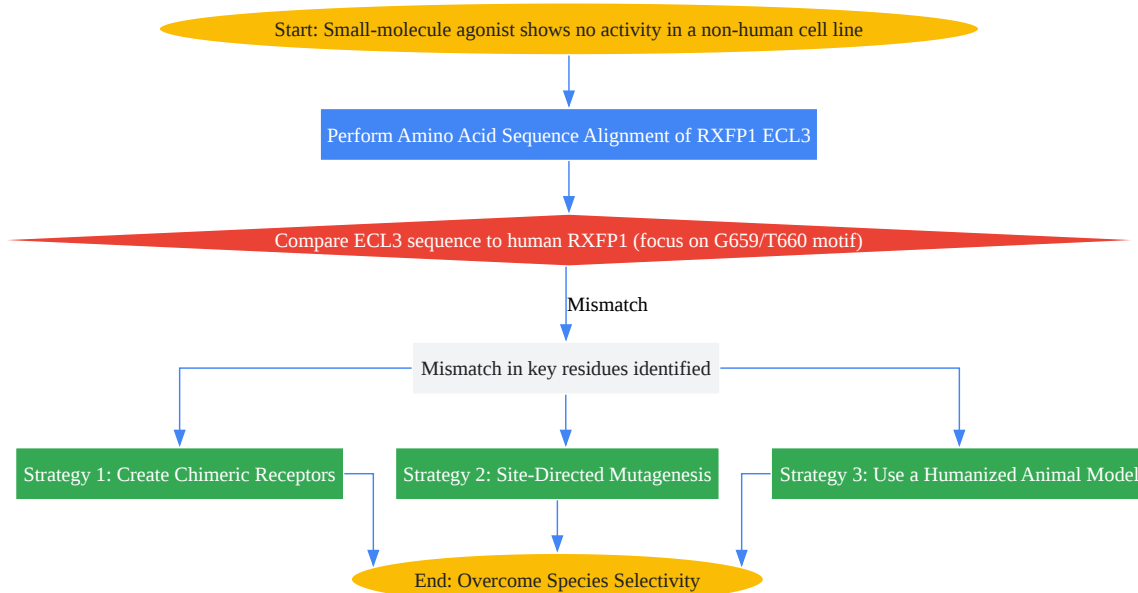 Start: Small-molecule agonist shows no activity in a non-human cell line
Perform Amino Acid Sequence Alignment of RXFP1 ECL3
Compare ECL3 sequence to human RXFP1 (focus on G659/T660 motif)
Mismatch
Mismatch in key residues identified
Strategy 1: Create Chimeric Receptors
Strategy 2: Site-Directed Mutagenesis
Strategy 3: Use a Humanized Animal Model
End: Overcome Species Selectivity